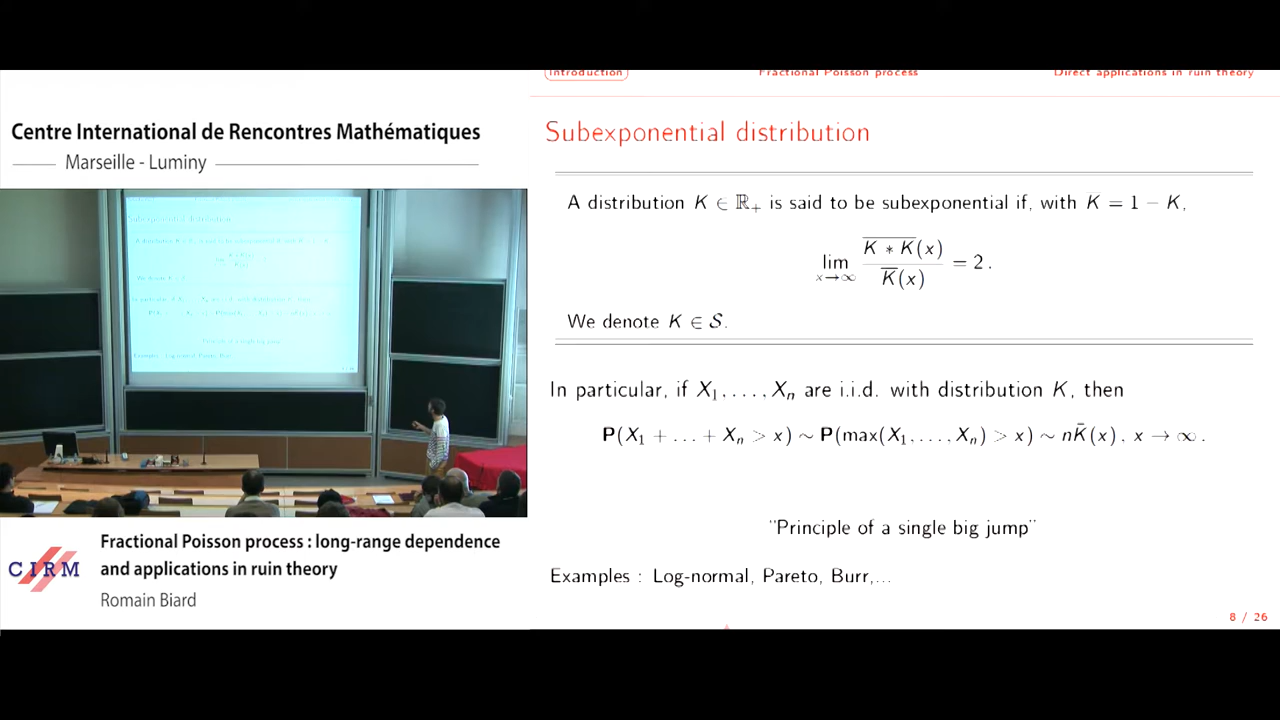 Centre International de Rencontres Mathématiques
Marseille - Luminy
Fractional Poisson process : long-range dependence
and applications in ruin theory
Romain Biard
CIRM
Introduction Fractional Poisson process Direct applications in ruin theory
Subexponential distribution
A distribution K ∈ ℝ₊ is said to be subexponential if, with K̅ = 1 − K,
lim x→∞ \overline{K ∗ K}(x) / K̅(x) = 2 .
We denote K ∈ 𝒮.
In particular, if X₁, . . . , Xₙ are i.i.d. with distribution K, then
P(X₁ + . . . + Xₙ > x) ∼ P(max(X₁, . . . , Xₙ) > x) ∼ nK̄(x), x → ∞ .
"Principle of a single big jump"
Examples : Log-normal, Pareto, Burr,...
8 / 26